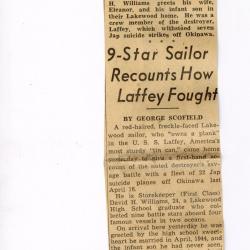 H. Williams greets his wife,
Eleanor, and his infant son in
their Lakewood home. He was a
crew member of the destroyer,
Laffey, which withstood seven
Jap suicide strikes off Okinawa.
9-Star Sailor
Recounts How
Laffey Fought
BY GEORGE SCOFIELD
A red-haired, freckle-faced Lake-
wood sailor, who "owns a plank"
in the U. S. S. Laffey, America's
most sturdy "tin can," came home
to give a first-hand
of the noted destroyer's sav-
age battle with a fleet of 22 Jap
suicide planes off Okinawa last
April 16.
He is Storekeeper (First Class)
David H. Williams, 24, a Lakewood
High School graduate who col-
lected nine battle stars aboard four
famous vessels in two oceans.
On arrival here yesterday he was
greeted by the high school sweet-
heart he married in April, 1944, and
the infant son he had never seen.